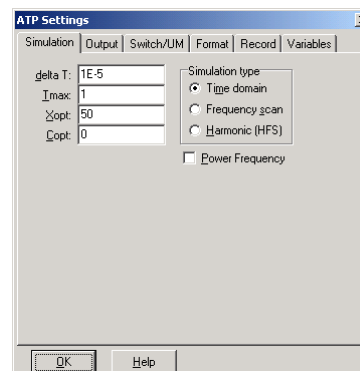 ATP Settings
Simulation Output Switch/UM Format Record Variables
delta T: 1E-5
Tmax: 1
Xopt: 50
Copt: 0
Simulation type
Time domain
Frequency scan
Harmonic (HFS)
Power Frequency
OK Help